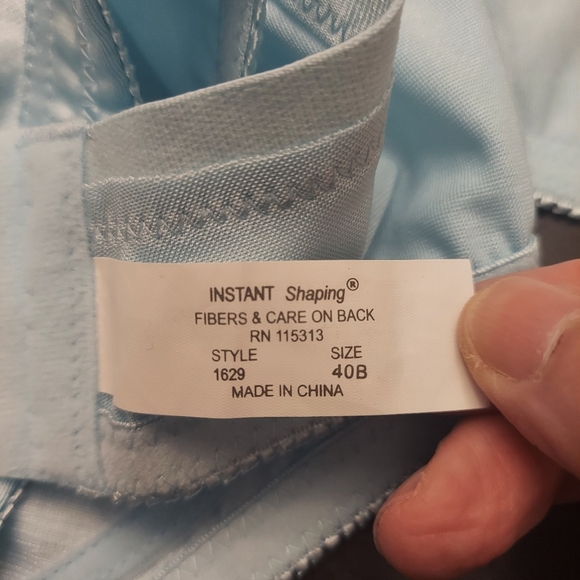 INSTANT Shaping®
FIBERS & CARE ON BACK
RN 115313
STYLE SIZE
1629 40B
MADE IN CHINA